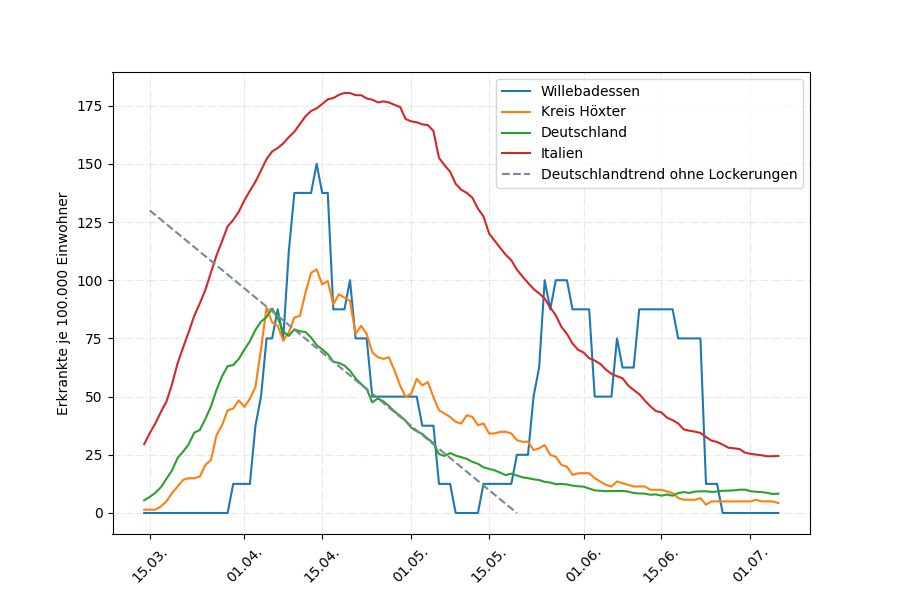 Willebadessen
Kreis Höxter
Deutschland
Italien
Deutschlandtrend ohne Lockerungen
Erkrankte je 100.000 Einwohner
175
150
125
100
75
50
25
0
15.03.
01.04.
15.04.
01.05.
15.05.
01.06.
15.06.
01.07.